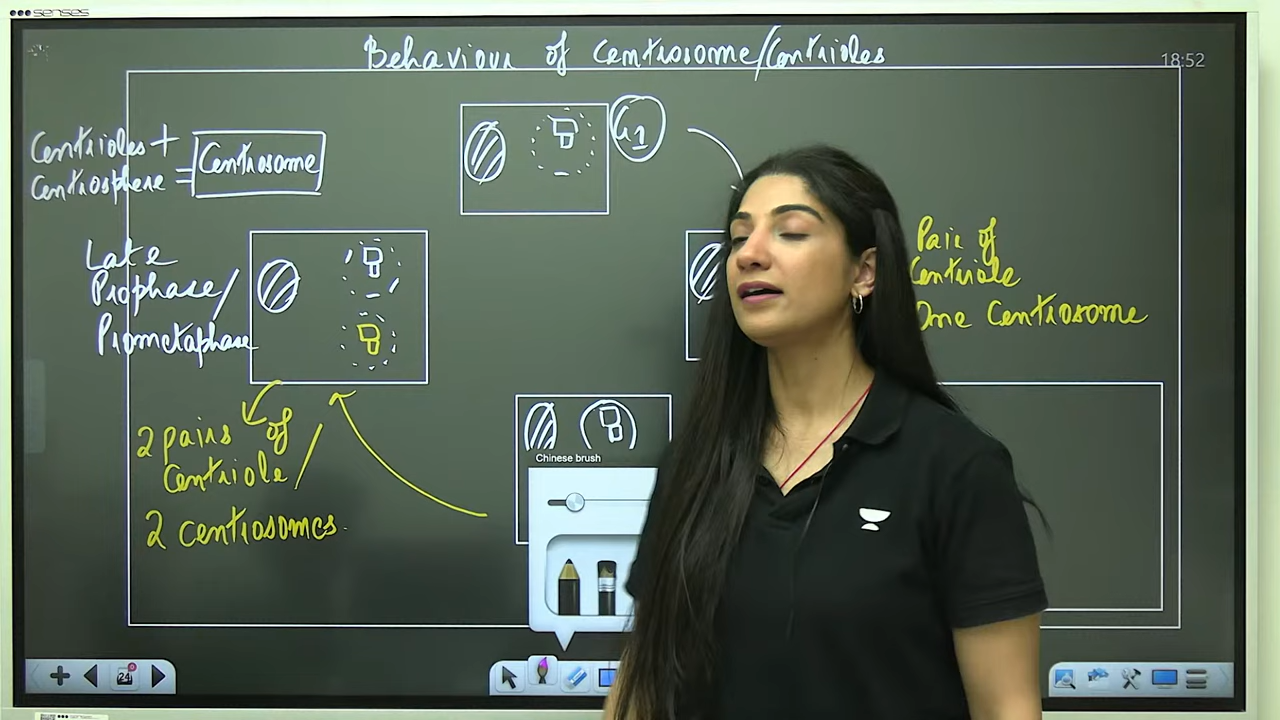 senses
Behaviour of Centrosome/Centrioles
18:52
Centrioles +
Centrosphere = Centrosome
G1
Late
Prophase/
Prometaphase
Pair of
Centriole
One Centrosome
2 pairs of
Centriole/
2 centrosomes.
Chinese brush
24